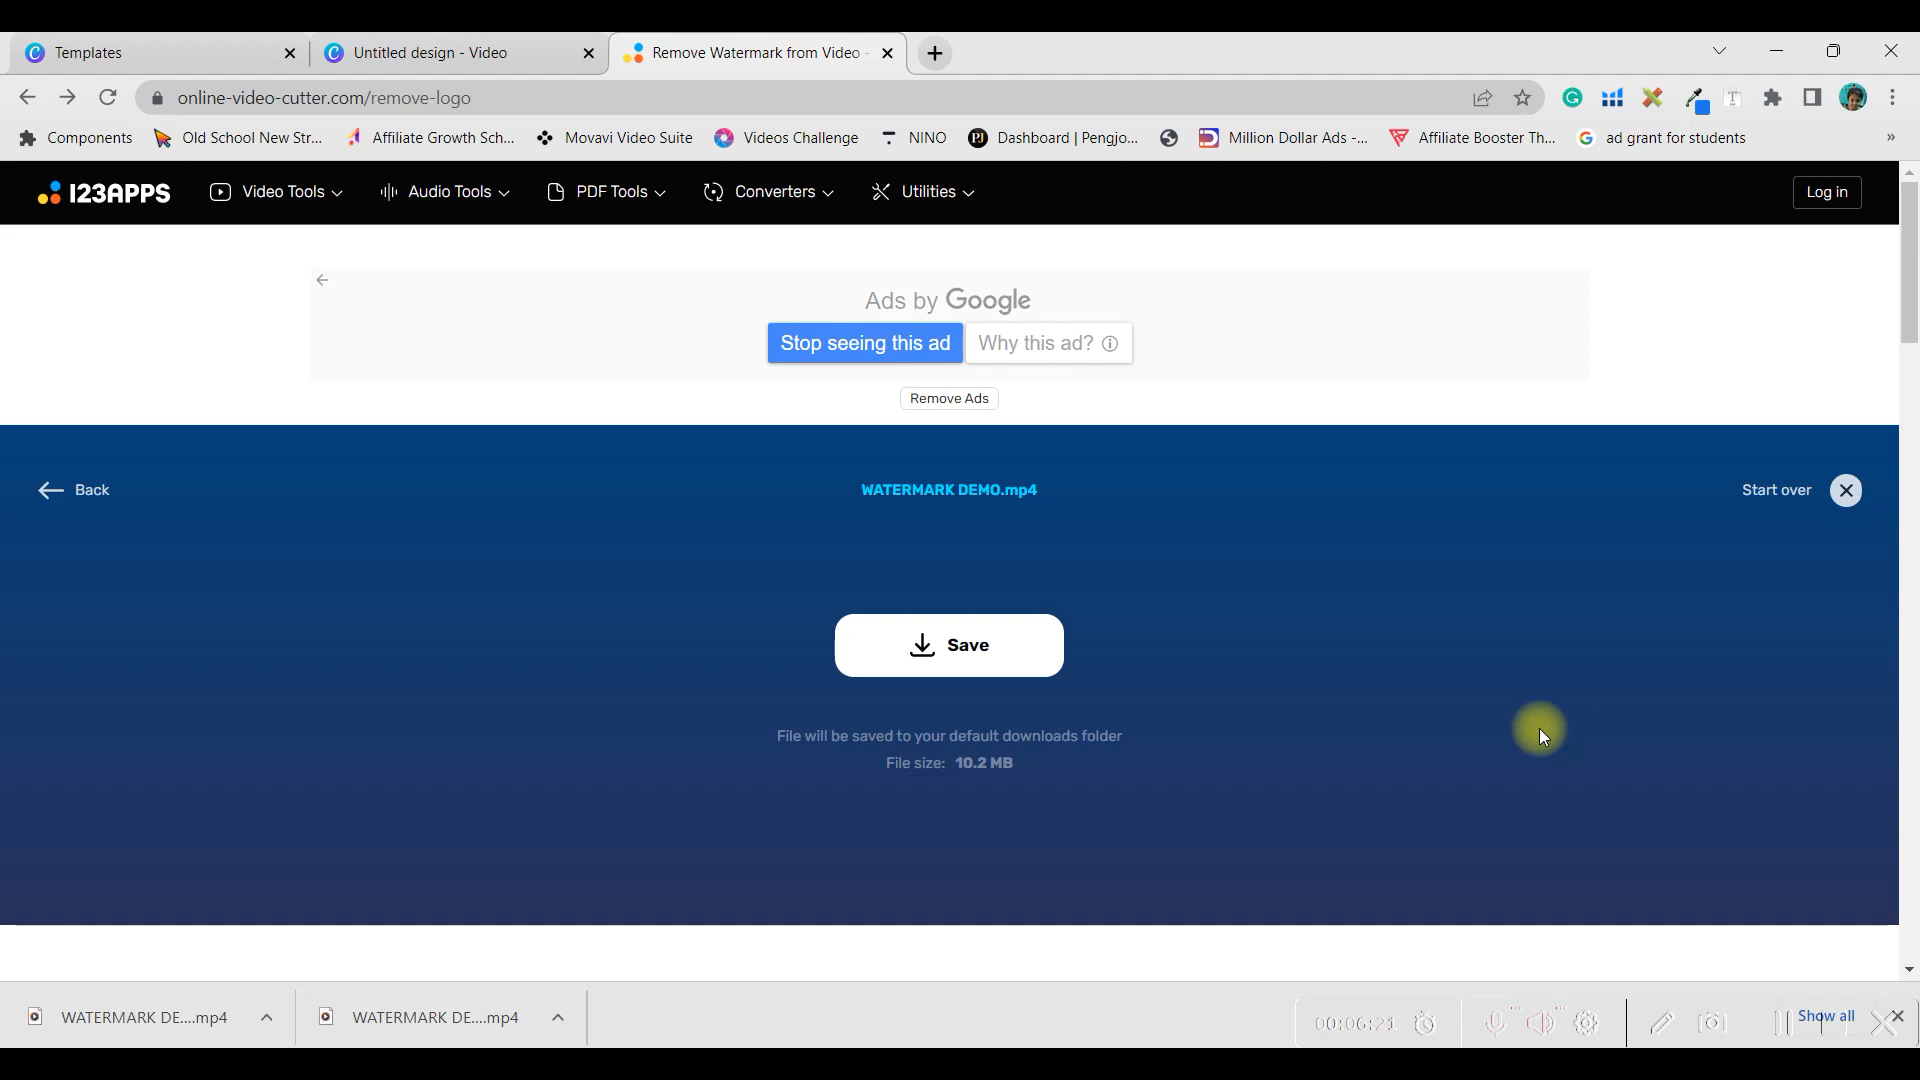 Templates
Untitled design - Video
Remove Watermark from Video -
online-video-cutter.com/remove-logo
Components
Old School New Str...
Affiliate Growth Sch...
Movavi Video Suite
Videos Challenge
NINO
Dashboard | Pengjo...
Million Dollar Ads -...
Affiliate Booster Th...
ad grant for students
123APPS
Video Tools
Audio Tools
PDF Tools
Converters
Utilities
Log in
Ads by Google
Stop seeing this ad
Why this ad?
Remove Ads
Back
WATERMARK DEMO.mp4
Start over
Save
File will be saved to your default downloads folder
File size: 10.2 MB
WATERMARK DE....mp4
WATERMARK DE....mp4
00:06:21
Show all